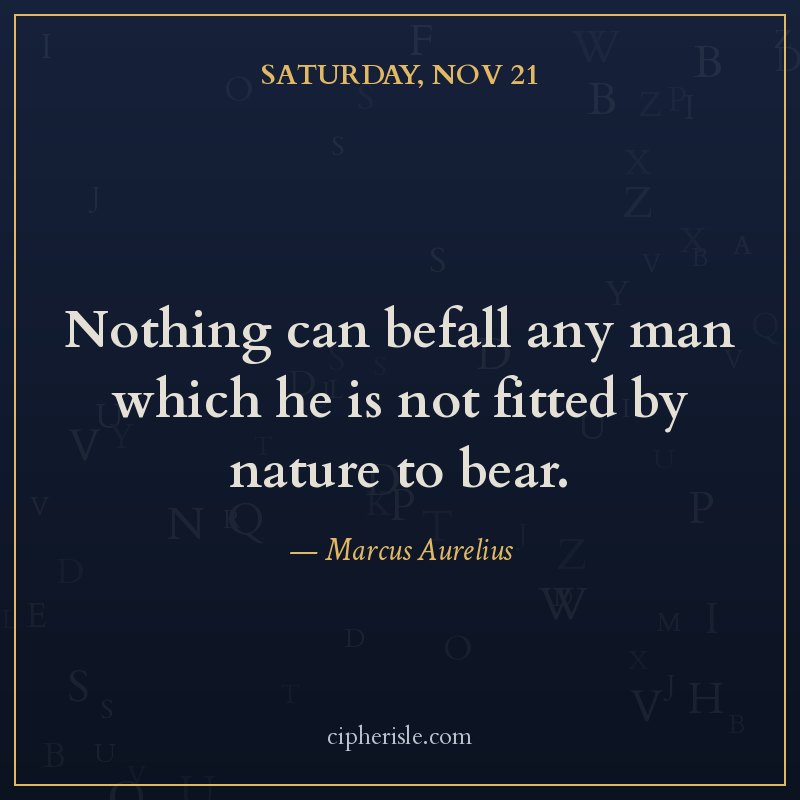 SATURDAY, NOV 21
Nothing can befall any man
which he is not fitted by
nature to bear.
— Marcus Aurelius
cipherisle.com